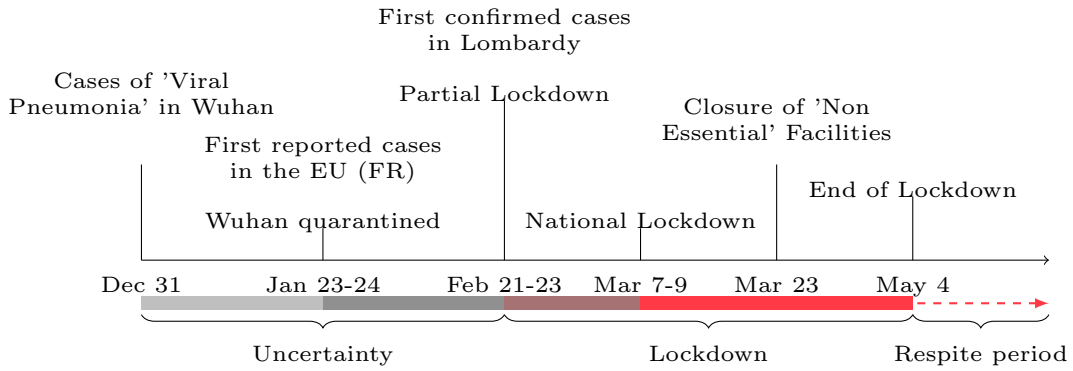 First confirmed cases
in Lombardy
Cases of 'Viral
Pneumonia' in Wuhan
Partial Lockdown
Closure of 'Non
Essential' Facilities
First reported cases
in the EU (FR)
End of Lockdown
Wuhan quarantined
National Lockdown
Dec 31
Jan 23-24
Feb 21-23
Mar 7-9
Mar 23
May 4
Uncertainty
Lockdown
Respite period